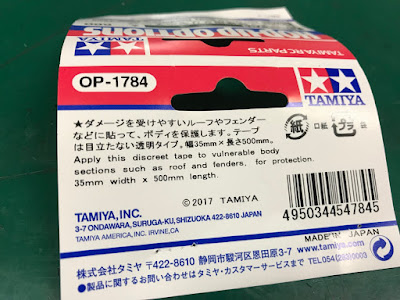 TAMIYA
TAMIYA RC PARTS
OP-1784
TAMIYA
★ダメージを受けやすいルーフやフェンダー
などに貼って、ボディを保護します。テープ
は目立たない透明タイプ。幅35mm×長さ500mm。
Apply this discreet tape to vulnerable body
sections such as roof and fenders, for protection.
35mm width x 500mm length.
紙
口紙
プラ
袋
© 2017 TAMIYA
TAMIYA, INC.
3-7 ONDAWARA, SURUGA-KU, SHIZUOKA 422-8610 JAPAN
TAMIYA AMERICA, INC. IRVINE, CA
4950344547845
MADE IN JAPAN
www.tamiya.com/
株式会社タミヤ 〒422-8610 静岡市駿河区恩田原3-7
●製品に関するお問い合わせはタミヤ・カスタマーサービスまで TEL054